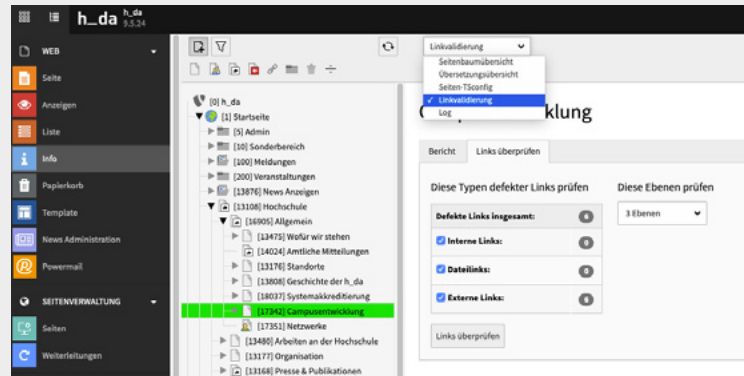 h_da h_da
9.5.24
WEB
Seite
Anzeigen
Liste
Info
Papierkorb
Template
News Administration
Powermail
SEITENVERWALTUNG
Seiten
Weiterleitungen
[0] h_da
[1] Startseite
[5] Admin
[10] Sonderbereich
[100] Meldungen
[200] Veranstaltungen
[13876] News Anzeigen
[13108] Hochschule
[16905] Allgemein
[13475] Wofür wir stehen
[14024] Amtliche Mitteilungen
[13176] Standorte
[13808] Geschichte der h_da
[18037] Systemakkreditierung
[17342] Campusentwicklung
[17351] Netzwerke
[13480] Arbeiten an der Hochschule
[13177] Organisation
[13168] Presse & Publikationen
Linkvalidierung
Seitenbaumübersicht
Übersetzungsübersicht
Seiten-TSconfig
✓ Linkvalidierung
Log
klung
Bericht Links überprüfen
Diese Typen defekter Links prüfen Diese Ebenen prüfen
Defekte Links insgesamt: 6 3 Ebenen
Interne Links: 0
Dateilinks: 0
Externe Links: 6
Links überprüfen